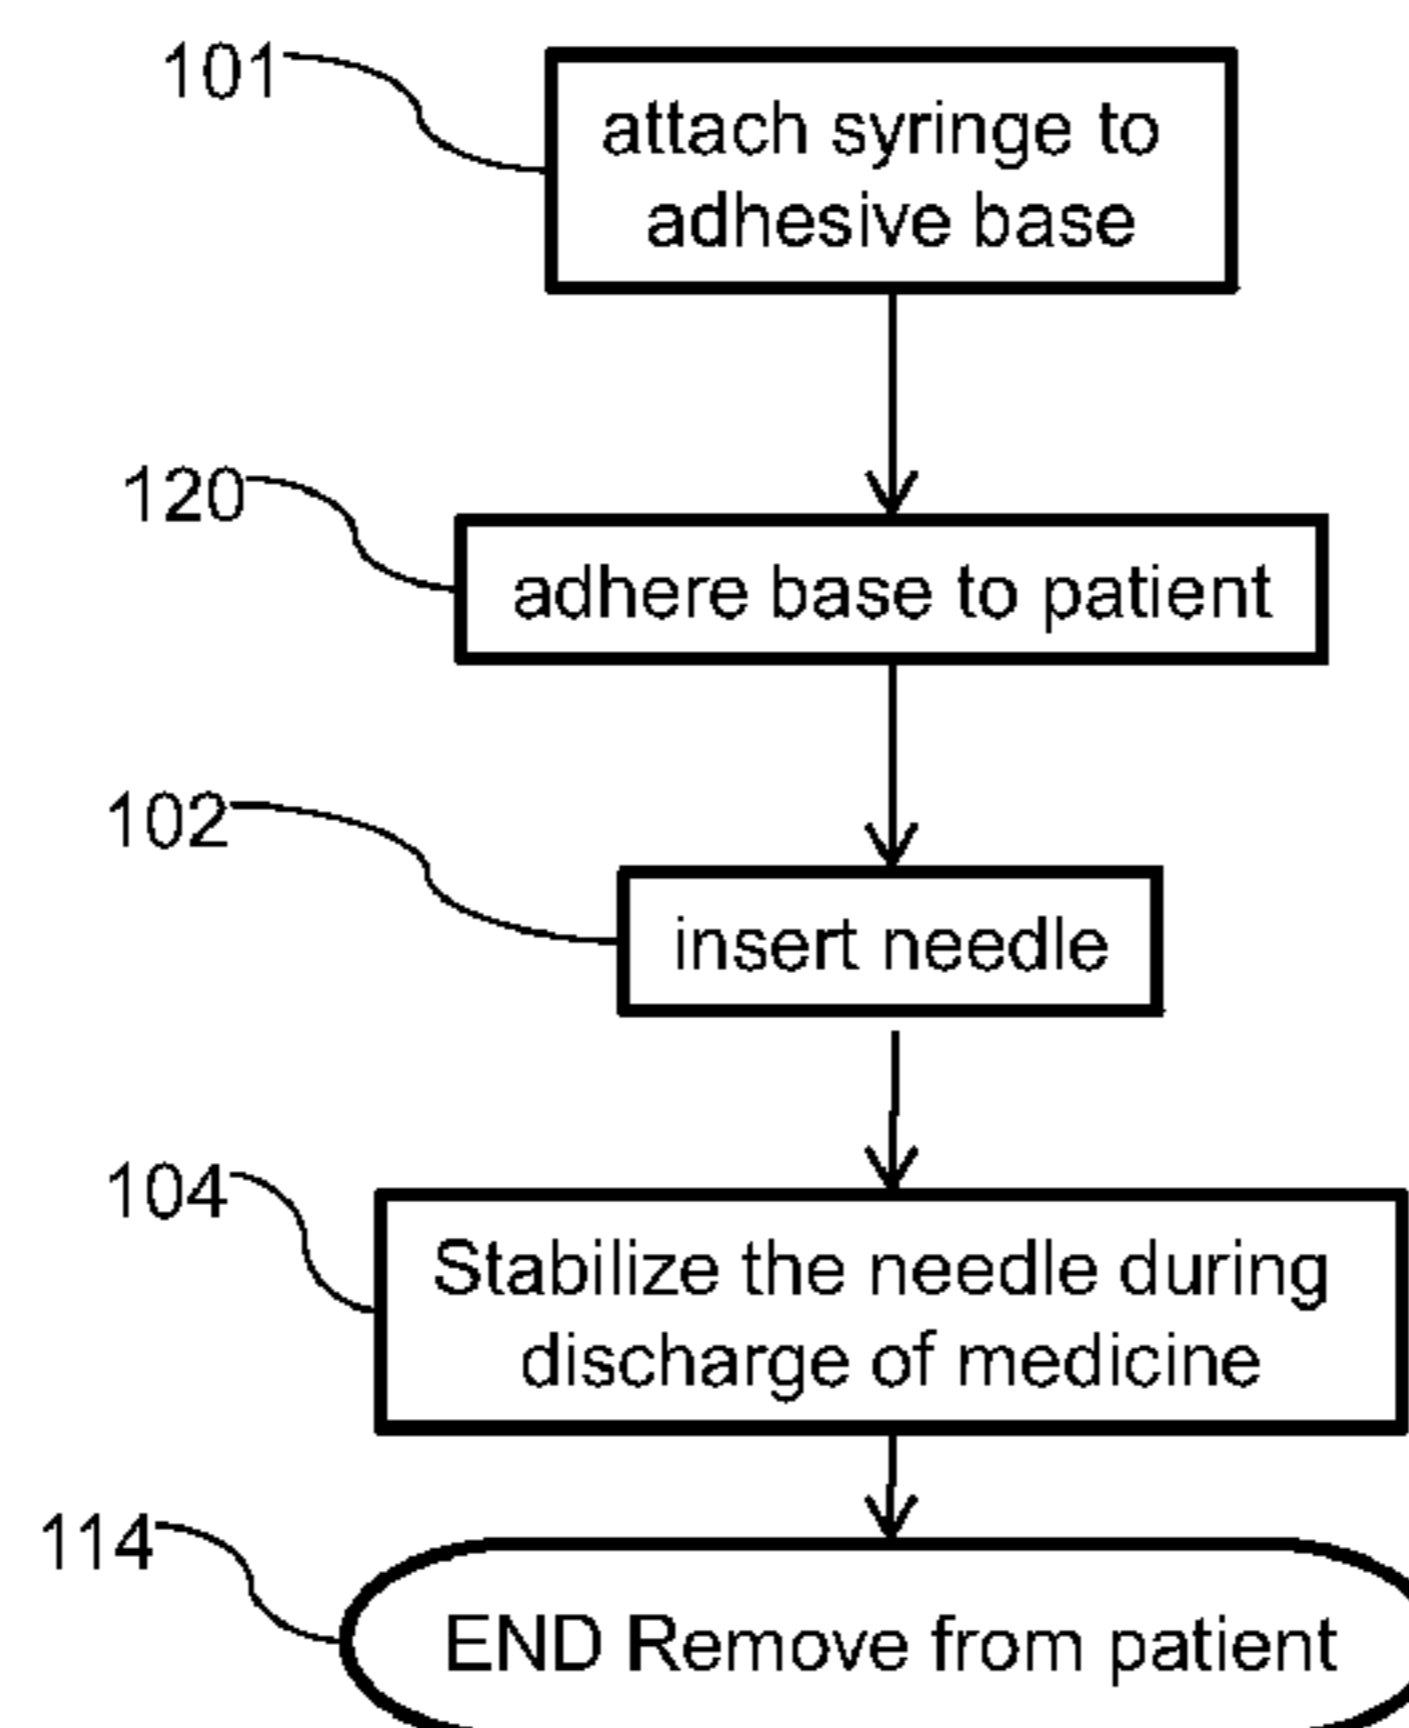 101
attach syringe to
adhesive base
120
adhere base to patient
102
insert needle
104
Stabilize the needle during
discharge of medicine
114
END Remove from patient